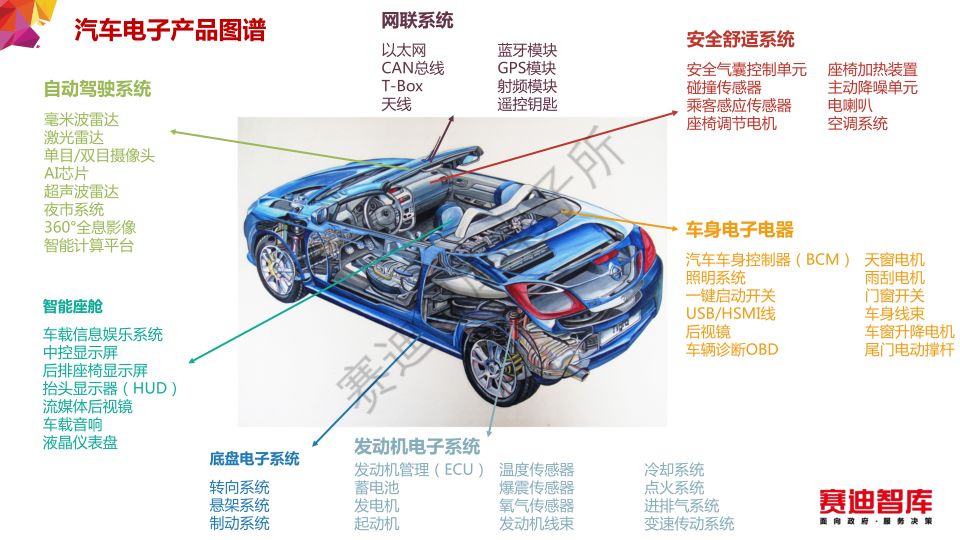 汽车电子产品图谱
网联系统
以太网
CAN总线
T-Box
天线
蓝牙模块
GPS模块
射频模块
遥控钥匙
安全舒适系统
安全气囊控制单元
碰撞传感器
乘客感应传感器
座椅调节电机
座椅加热装置
主动降噪单元
电喇叭
空调系统
自动驾驶系统
毫米波雷达
激光雷达
单目/双目摄像头
AI芯片
超声波雷达
夜市系统
360°全息影像
智能计算平台
车身电子电器
汽车车身控制器（BCM）
照明系统
一键启动开关
USB/HSMI线
后视镜
车辆诊断OBD
天窗电机
雨刮电机
门窗开关
车身线束
车窗升降电机
尾门电动撑杆
智能座舱
车载信息娱乐系统
中控显示屏
后排座椅显示屏
抬头显示器（HUD）
流媒体后视镜
车载音响
液晶仪表盘
底盘电子系统
转向系统
悬架系统
制动系统
发动机电子系统
发动机管理（ECU）
蓄电池
发电机
起动机
温度传感器
爆震传感器
氧气传感器
发动机线束
冷却系统
点火系统
进排气系统
变速传动系统
赛迪智库
面向政府·服务决策